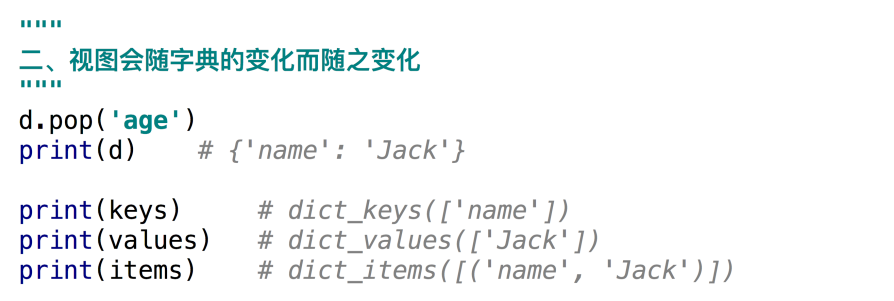 """
二、视图会随字典的变化而随之变化
"""
d.pop('age')
print(d)    # {'name': 'Jack'}
print(keys)     # dict_keys(['name'])
print(values)   # dict_values(['Jack'])
print(items)    # dict_items([('name', 'Jack')])